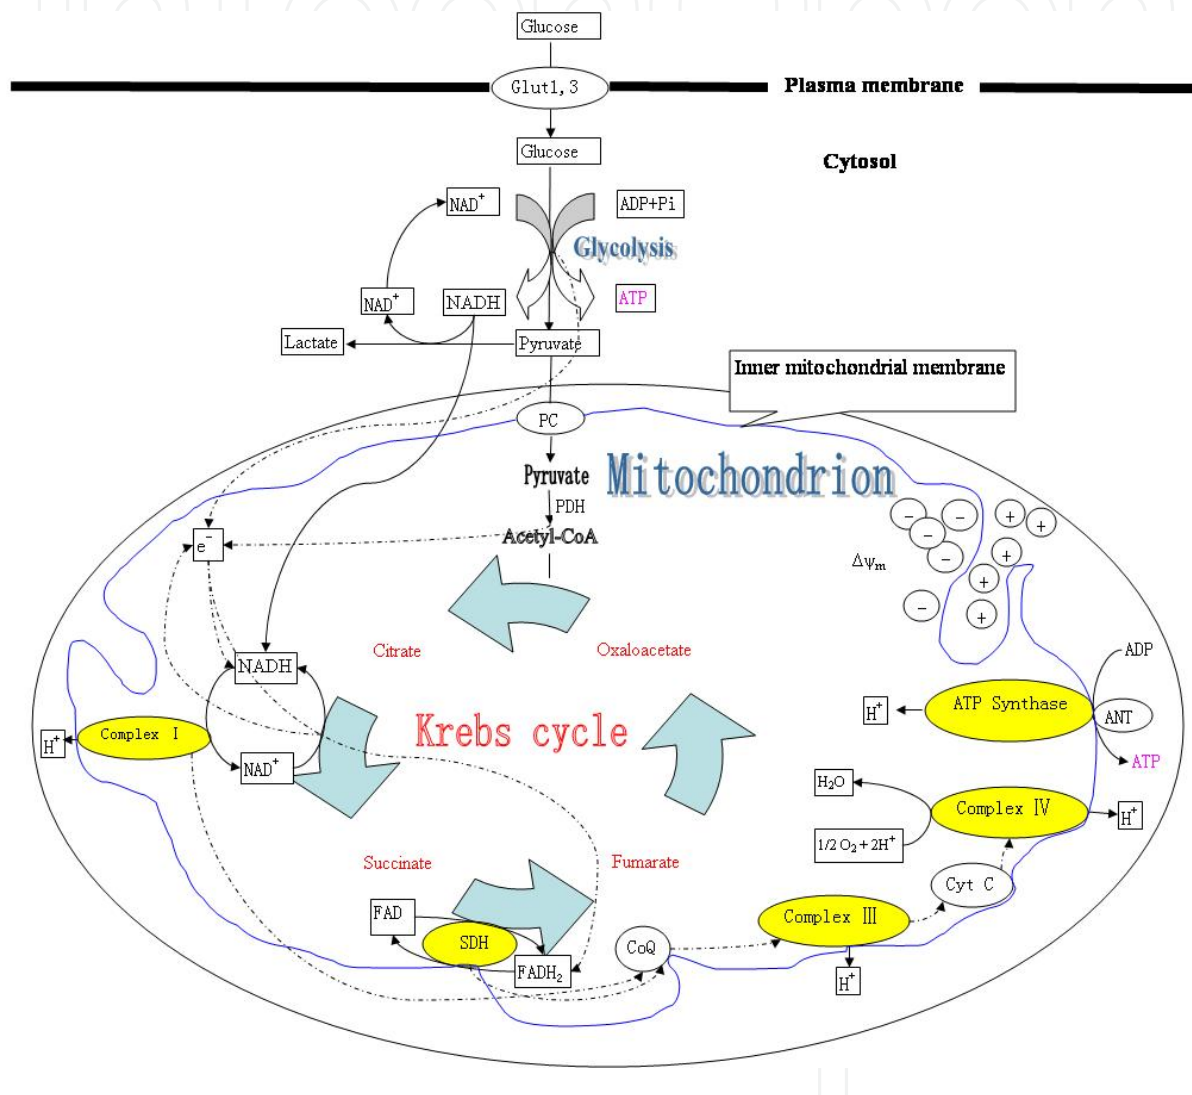 Glucose
Glut1,3
Plasma membrane
Glucose
Cytosol
NAD⁺
ADP+Pi
Glycolysis
NAD⁺
NADH
ATP
Lactate
Pyruvate
Inner mitochondrial membrane
PC
Pyruvate
Mitochondrion
PDH
Acetyl-CoA
e⁻
− − − − −
+ + + + +
Δψₘ
Citrate
Oxaloacetate
NADH
ADP
Krebs cycle
H⁺
ATP Synthase
ANT
H⁺
Complex I
NAD⁺
ATP
H₂O
Complex Ⅳ
H⁺
1/2 O₂ + 2H⁺
Succinate
Fumarate
Cyt C
FAD
Complex Ⅲ
SDH
CoQ
FADH₂
H⁺